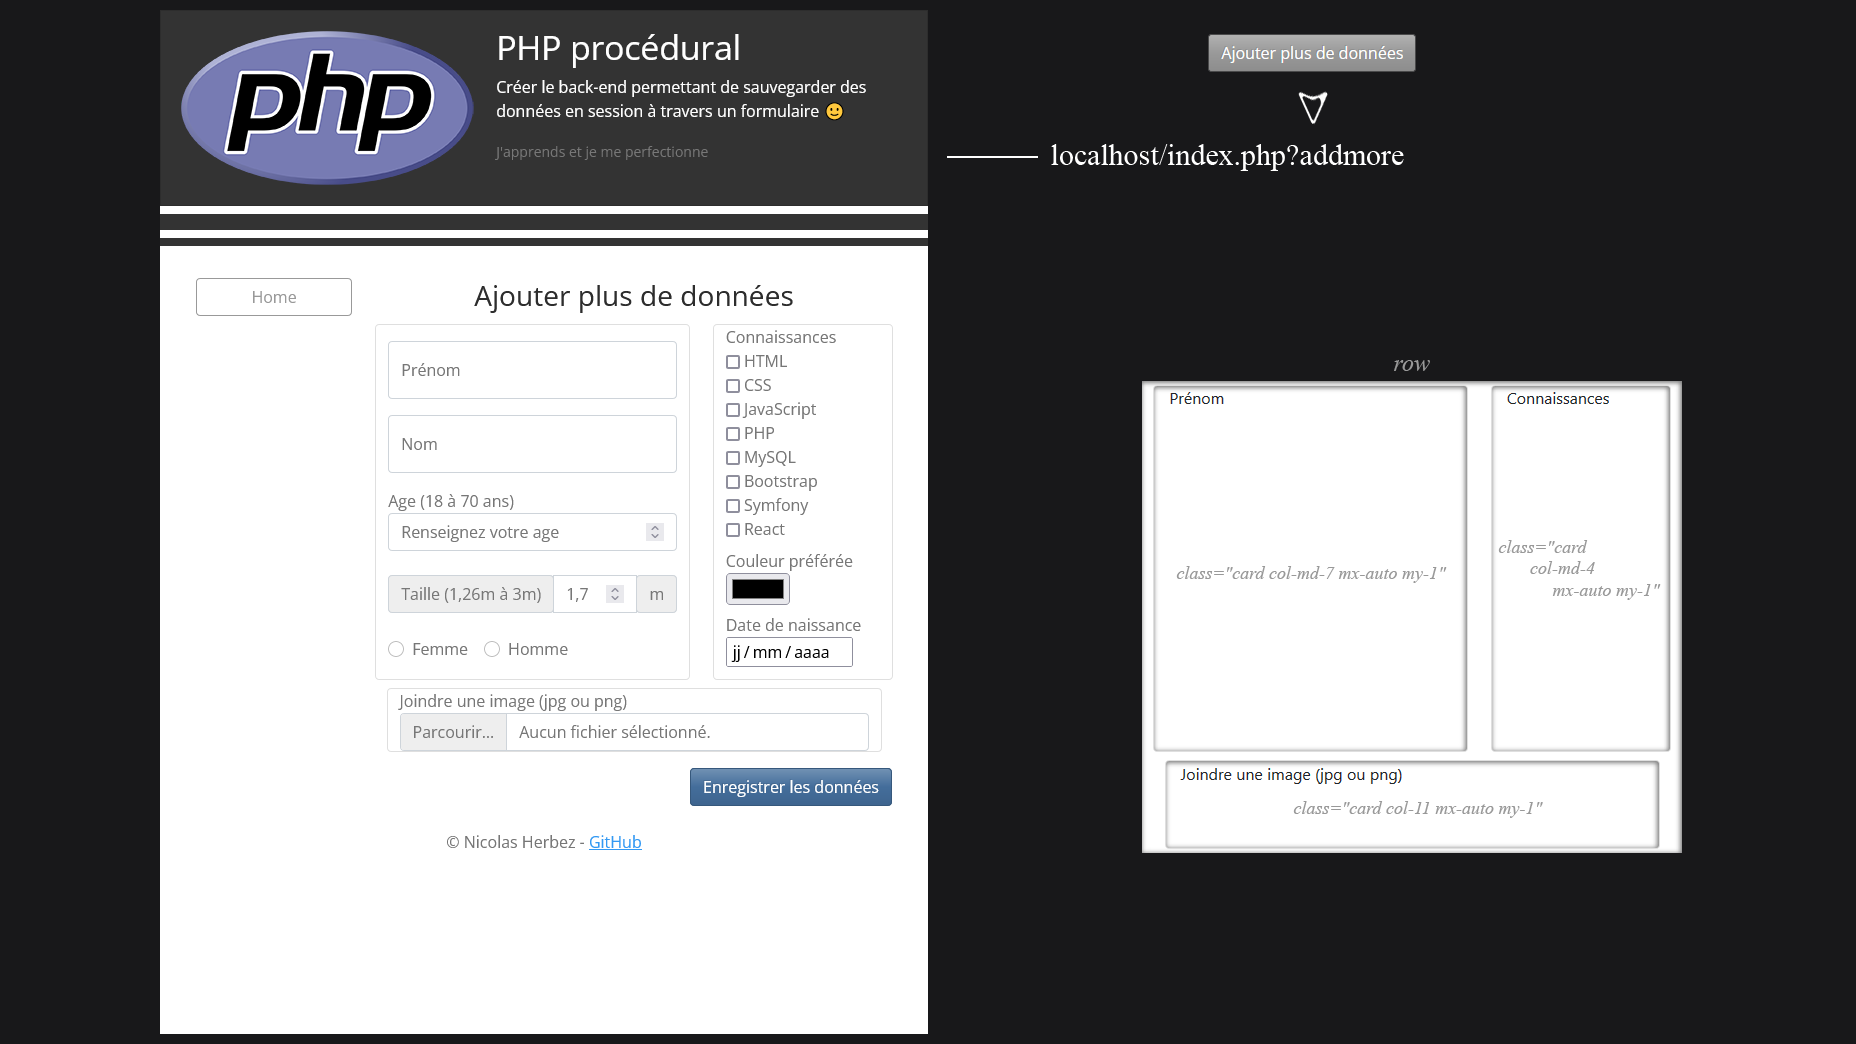 php
PHP procédural
Créer le back-end permettant de sauvegarder des
données en session à travers un formulaire 🙂
J'apprends et je me perfectionne
Home
Ajouter plus de données
Prénom
Nom
Age (18 à 70 ans)
Renseignez votre age
Taille (1,26m à 3m) 1,7 m
Femme Homme
Connaissances
HTML
CSS
JavaScript
PHP
MySQL
Bootstrap
Symfony
React
Couleur préférée
Date de naissance
jj / mm / aaaa
Joindre une image (jpg ou png)
Parcourir... Aucun fichier sélectionné.
Enregistrer les données
© Nicolas Herbez - GitHub
Ajouter plus de données
localhost/index.php?addmore
row
Prénom
class="card col-md-7 mx-auto my-1"
Connaissances
class="card
col-md-4
mx-auto my-1"
Joindre une image (jpg ou png)
class="card col-11 mx-auto my-1"